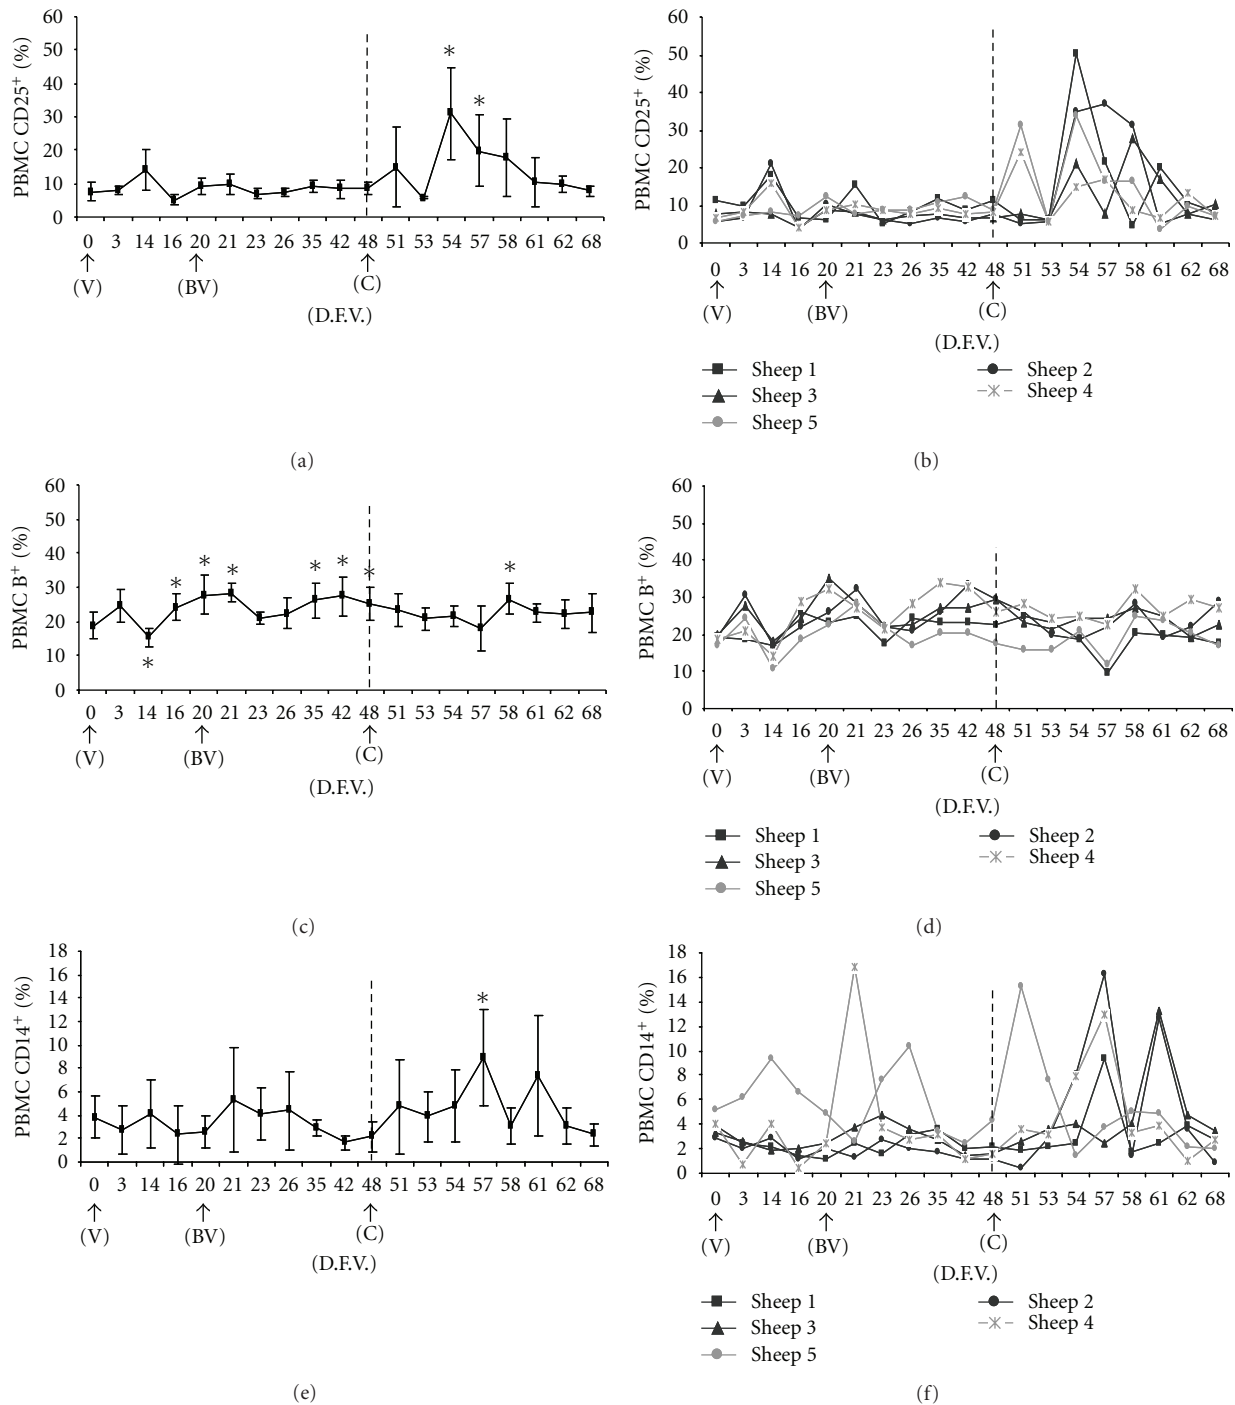 PBMC CD25+ (%)
60
50
40
30
20
10
0
*
*
0 3 14 16 20 21 23 26 35 42 48 51 53 54 57 58 61 62 68
(V) (BV) (C)
(D.F.V.)
(a)
PBMC CD25+ (%)
60
50
40
30
20
10
0
0 3 14 16 20 21 23 26 35 42 48 51 53 54 57 58 61 62 68
(V) (BV) (C)
(D.F.V.)
Sheep 1 Sheep 2
Sheep 3 Sheep 4
Sheep 5
(b)
PBMC B+ (%)
60
50
40
30
20
10
0
* * * * * * *
*
0 3 14 16 20 21 23 26 35 42 48 51 53 54 57 58 61 62 68
(V) (BV) (C)
(D.F.V.)
(c)
PBMC B+ (%)
60
50
40
30
20
10
0
0 3 14 16 20 21 23 26 35 42 48 51 53 54 57 58 61 62 68
(V) (BV) (C)
(D.F.V.)
Sheep 1 Sheep 2
Sheep 3 Sheep 4
Sheep 5
(d)
PBMC CD14+ (%)
18
16
14
12
10
8
6
4
2
0
*
0 3 14 16 20 21 23 26 35 42 48 51 53 54 57 58 61 62 68
(V) (BV) (C)
(D.F.V.)
(e)
PBMC CD14+ (%)
18
16
14
12
10
8
6
4
2
0
0 3 14 16 20 21 23 26 35 42 48 51 53 54 57 58 61 62 68
(V) (BV) (C)
(D.F.V.)
Sheep 1 Sheep 2
Sheep 3 Sheep 4
Sheep 5
(f)